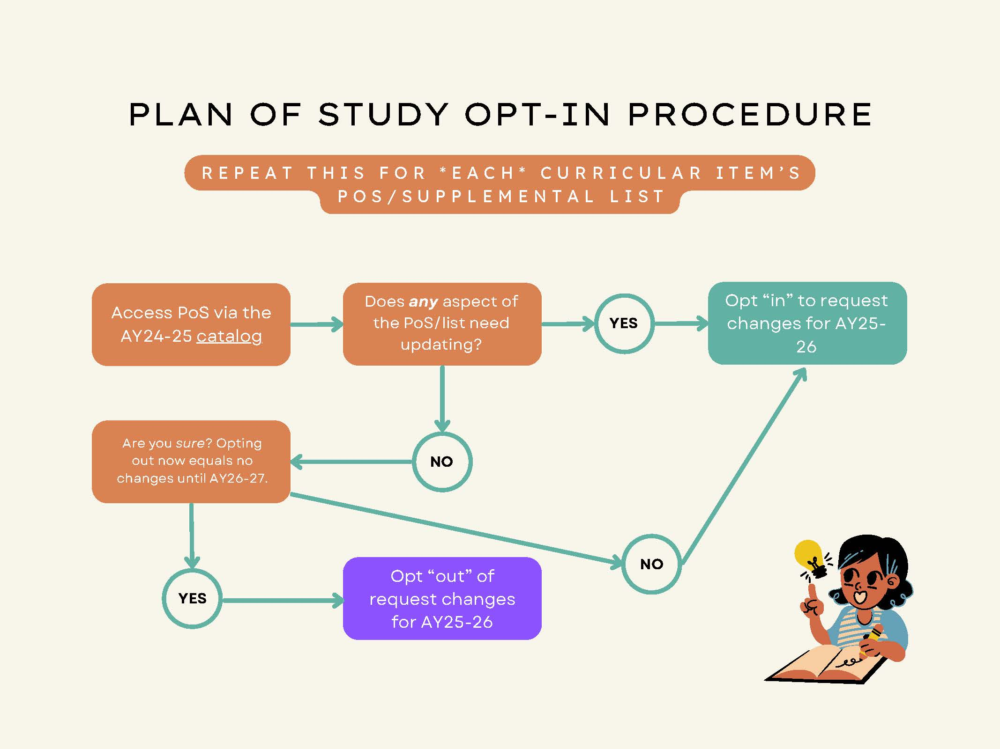 PLAN OF STUDY OPT-IN PROCEDURE
REPEAT THIS FOR *EACH* CURRICULAR ITEM'S
POS/SUPPLEMENTAL LIST
Access PoS via the
AY24-25 catalog
Does any aspect of
the PoS/list need
updating?
YES
Opt “in” to request
changes for AY25-
26
NO
Are you sure? Opting
out now equals no
changes until AY26-27.
NO
YES
Opt “out” of
request changes
for AY25-26